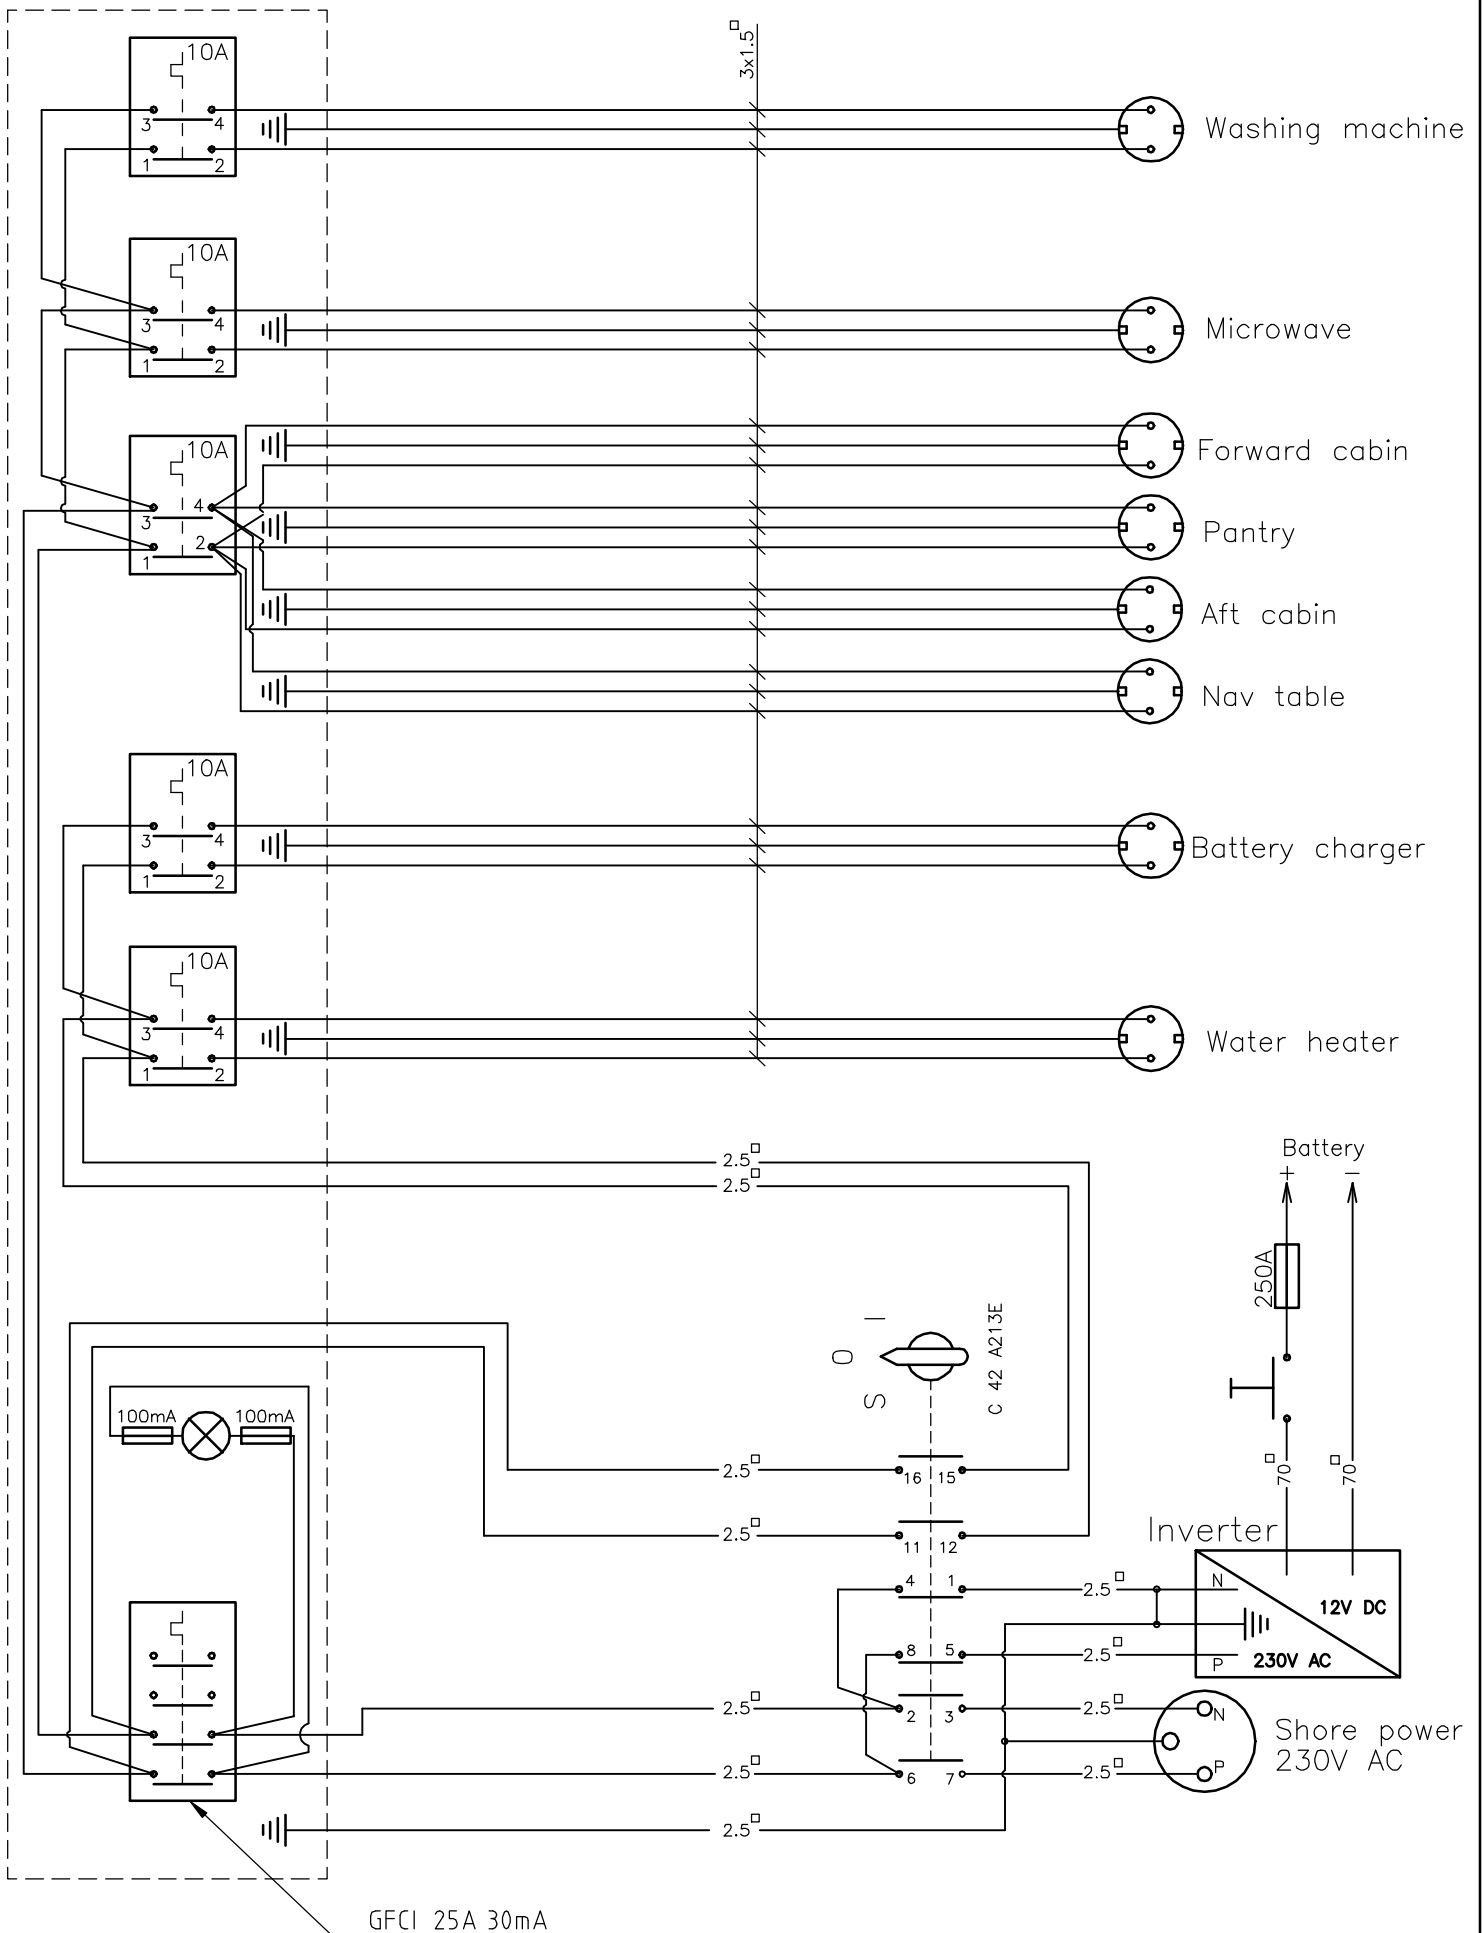 10A
3x1.5□
3 4
1 2
Washing machine
10A
3 4
1 2
Microwave
10A
4
3
2
1
Forward cabin
Pantry
Aft cabin
Nav table
10A
3 4
1 2
Battery charger
10A
3 4
1 2
Water heater
2.5□
2.5□
Battery
+ −
250A
I
O
S
C 42 A213E
100mA 100mA
2.5□ 16 15
70□ 70□
2.5□ 11 12
Inverter
4 1 2.5□ N
12V DC
8 5 2.5□ P 230V AC
2.5□ 2 3 2.5□ N
Shore power
230V AC
2.5□ 6 7 2.5□ P
2.5□
GFCI 25A 30mA